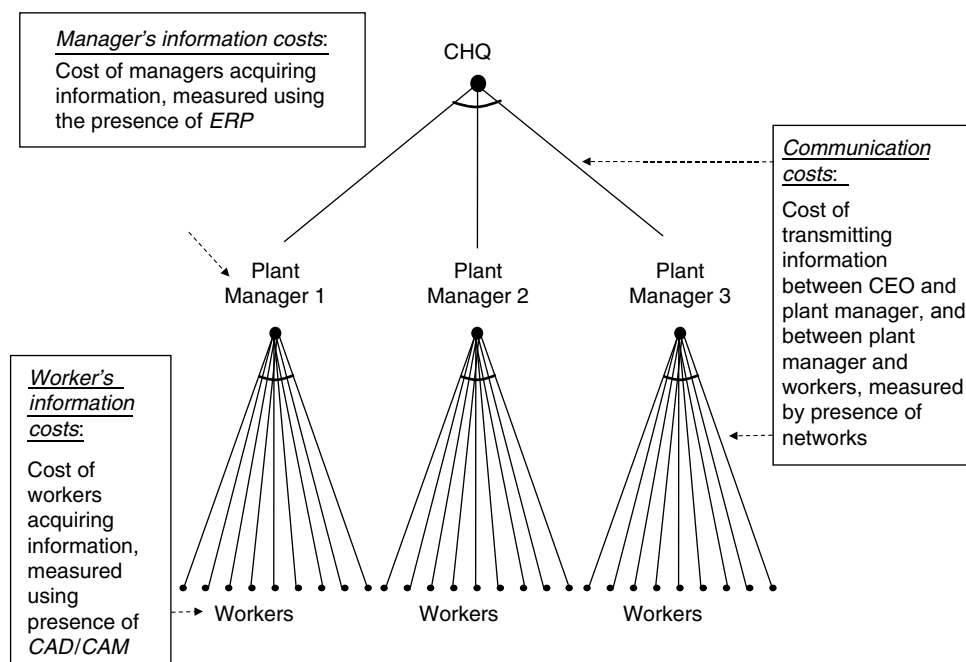 Manager's information costs:
Cost of managers acquiring
information, measured using
the presence of ERP
CHQ
Communication
costs:
Cost of
transmitting
information
between CEO and
plant manager, and
between plant
manager and
workers, measured
by presence of
networks
Plant
Manager 1
Plant
Manager 2
Plant
Manager 3
Worker's
information
costs:
Cost of
workers
acquiring
information,
measured
using
presence of
CAD/CAM
Workers
Workers
Workers